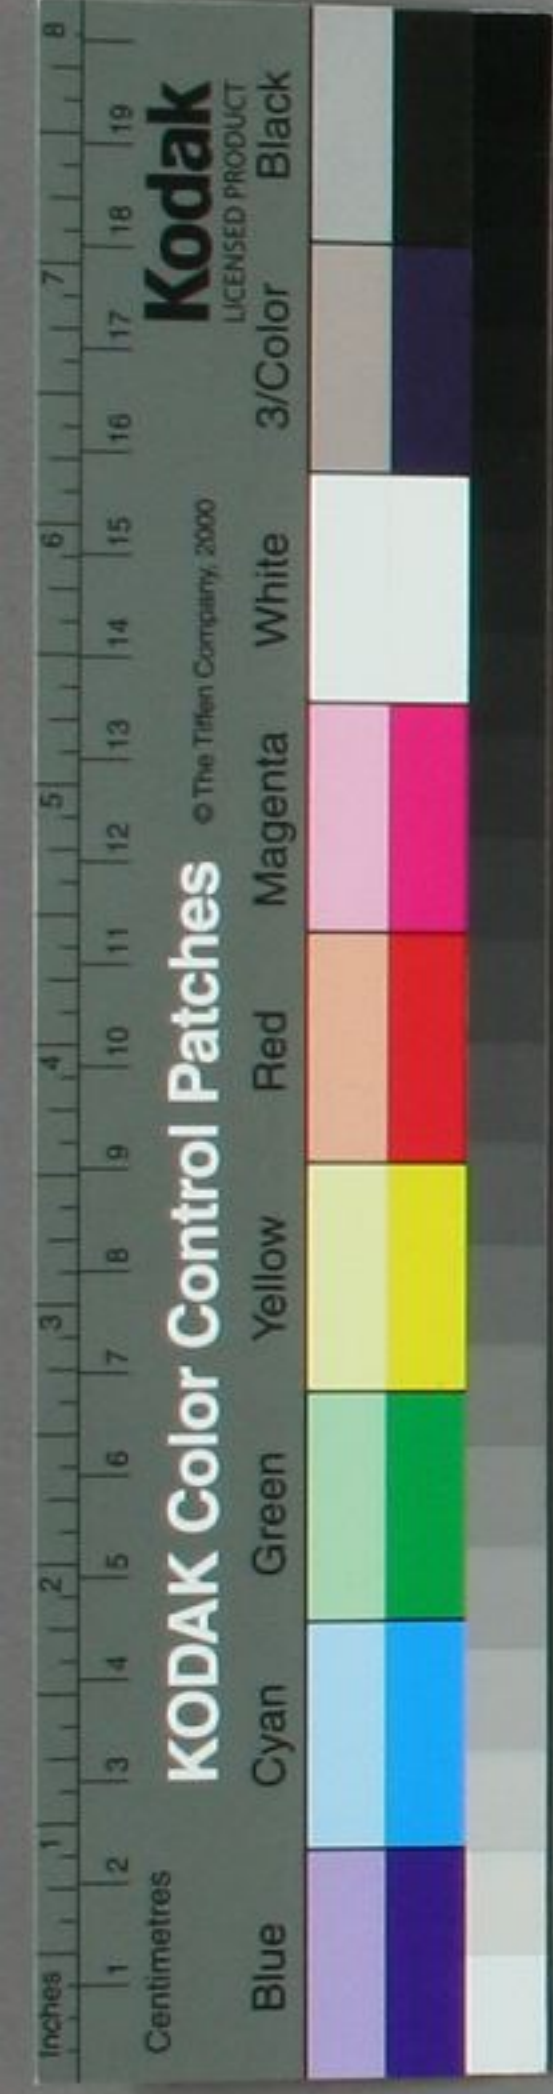 Inches 1 2 3 4 5 6 7 8
1 2 3 4 5 6 7 8 9 10 11 12 13 14 15 16 17 18 19
Centimetres
KODAK Color Control Patches © The Tiffen Company, 2000
Kodak
LICENSED PRODUCT
Blue Cyan Green Yellow Red Magenta White 3/Color Black